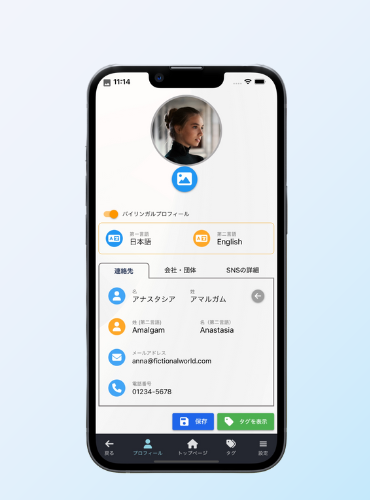 11:14
バイリンガルプロフィール
第一言語
日本語
第二言語
English
連絡先
会社・団体
SNSの詳細
名
アナスタシア
姓
アマルガム
姓 (第二言語)
Amalgam
名 (第二言語)
Anastasia
メールアドレス
anna@fictionalworld.com
電話番号
01234-5678
保存
タグを表示
戻る
プロフィール
トップページ
タグ
設定